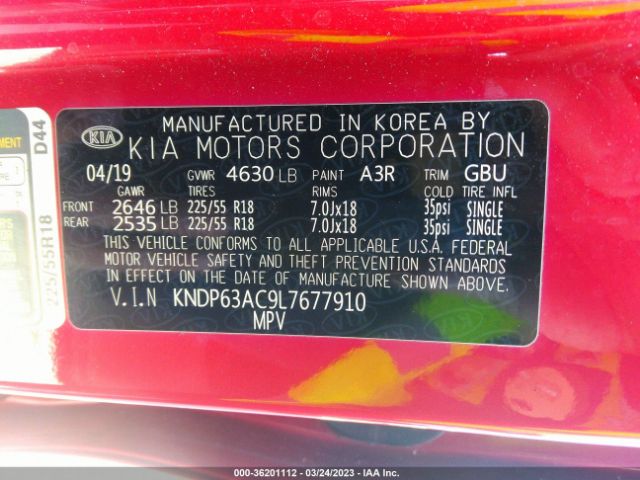 MANUFACTURED IN KOREA BY
KIA KIA MOTORS CORPORATION
04/19 GVWR 4630 LB PAINT A3R TRIM GBU
GAWR TIRES RIMS COLD TIRE INFL
FRONT 2646 LB 225/55 R18 7.0Jx18 35psi SINGLE
REAR 2535 LB 225/55 R18 7.0Jx18 35psi SINGLE
THIS VEHICLE CONFORMS TO ALL APPLICABLE U.S.A. FEDERAL
MOTOR VEHICLE SAFETY AND THEFT PREVENTION STANDARDS
IN EFFECT ON THE DATE OF MANUFACTURE SHOWN ABOVE.
V.I.N KNDP63AC9L7677910
MPV
D44
225/55R18
000-36201112 - 03/24/2023 - IAA Inc.